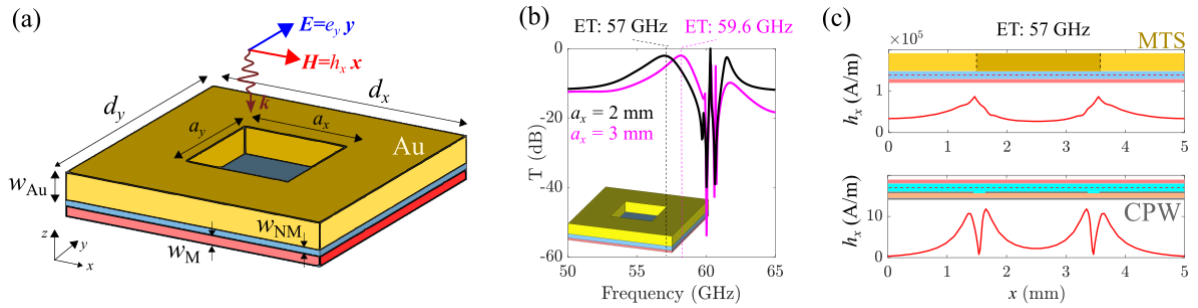 (a)
E=e_y y
H=h_x x
k
d_y
d_x
a_y
a_x
Au
w_Au
w_NM
w_M
z
y
x
(b)
ET: 57 GHz
ET: 59.6 GHz
T (dB)
0
-20
-40
-60
a_x = 2 mm
a_x = 3 mm
50
55
60
65
Frequency (GHz)
(c)
ET: 57 GHz
×10^5
MTS
h_x (A/m)
1
0
0 1 2 3 4 5
CPW
h_x (A/m)
10
0
0 1 2 3 4 5
x (mm)